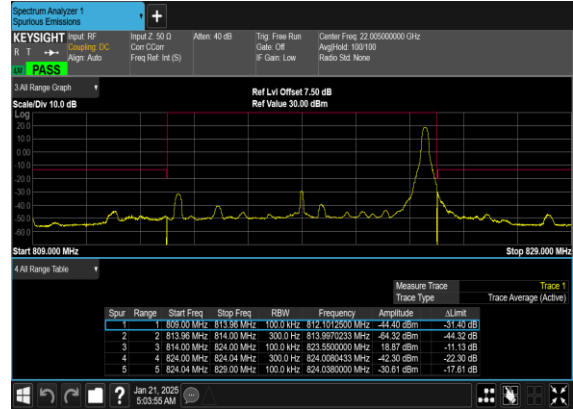 Spectrum Analyzer 1
Spurious Emissions
+
KEYSIGHT Input: RF Input Z: 50 Ω Atten: 40 dB Trig: Free Run Center Freq: 22.005000000 GHz
R T Coupling: DC Corr CCorr Gate: Off Avg|Hold: 100/100
Align: Auto Freq Ref: Int (S) IF Gain: Low Radio Std: None
PASS
3 All Range Graph Ref Lvl Offset 7.50 dB
Scale/Div 10.0 dB Ref Value 30.00 dBm
Log
20.0
10.0
0.00
-10.0
-20.0
-30.0
-40.0
-50.0
-60.0
Start 809.000 MHz Stop 829.000 MHz
4 All Range Table
Measure Trace Trace 1
Trace Type Trace Average (Active)
Spur Range Start Freq Stop Freq RBW Frequency Amplitude ΔLimit
1 1 809.00 MHz 813.96 MHz 100.0 kHz 812.1012500 MHz -44.40 dBm -31.40 dB
2 2 813.96 MHz 814.00 MHz 300.0 Hz 813.9970233 MHz -64.32 dBm -44.32 dB
3 3 814.00 MHz 824.00 MHz 100.0 kHz 823.5500000 MHz 18.87 dBm -11.13 dB
4 4 824.00 MHz 824.04 MHz 300.0 Hz 824.0080433 MHz -42.30 dBm -22.30 dB
5 5 824.04 MHz 829.00 MHz 100.0 kHz 824.0380000 MHz -30.61 dBm -17.61 dB
? Jan 21, 2025
5:03:55 AM